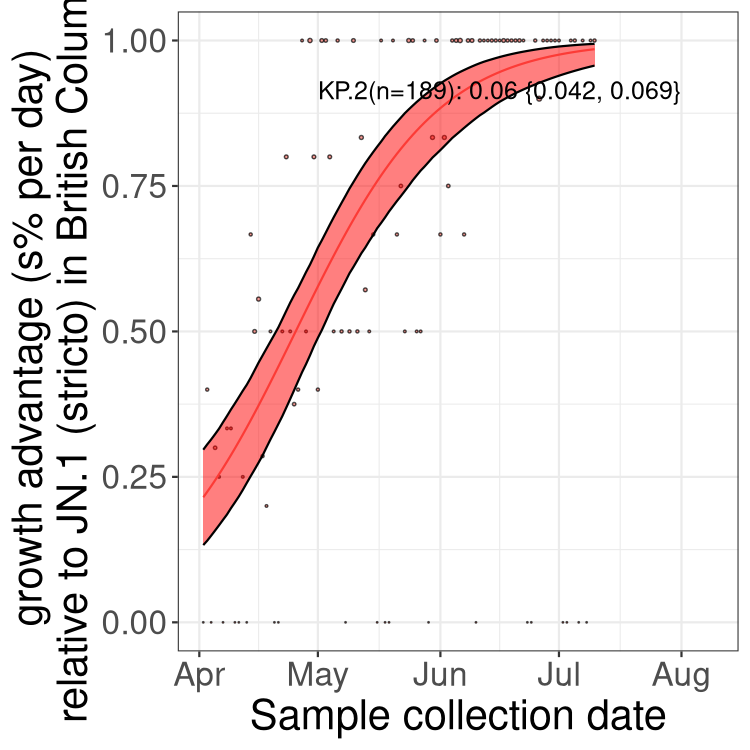 growth advantage (s% per day)
relative to JN.1 (stricto) in British Colum
1.00
0.75
0.50
0.25
0.00
KP.2(n=189): 0.06 {0.042, 0.069}
Apr May Jun Jul Aug
Sample collection date